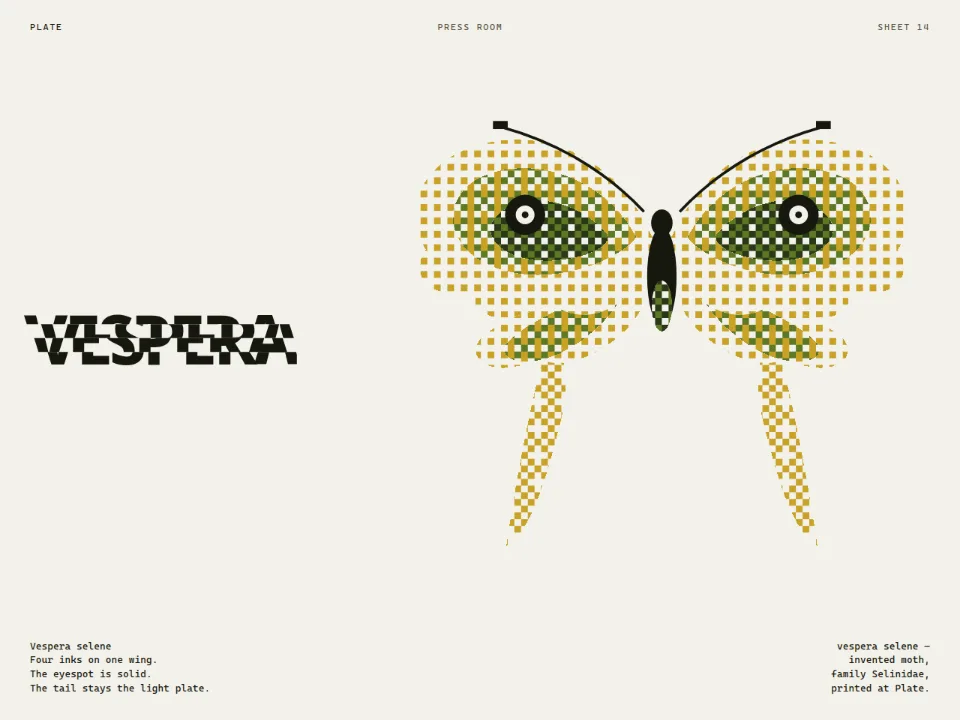 PLATE
PRESS ROOM
SHEET 14
VESPERA
Vespera selene
Four inks on one wing.
The eyespot is solid.
The tail stays the light plate.
vespera selene —
invented moth,
family Selinidae,
printed at Plate.